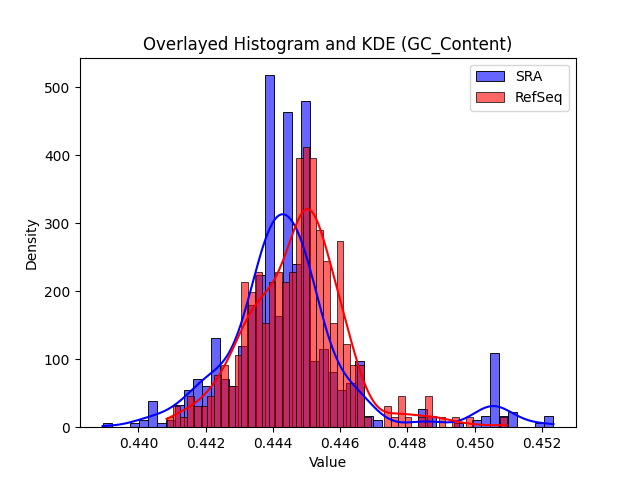 Overlayed Histogram and KDE (GC_Content)
SRA
RefSeq
500
400
300
200
100
0
Density
0.440 0.442 0.444 0.446 0.448 0.450 0.452
Value